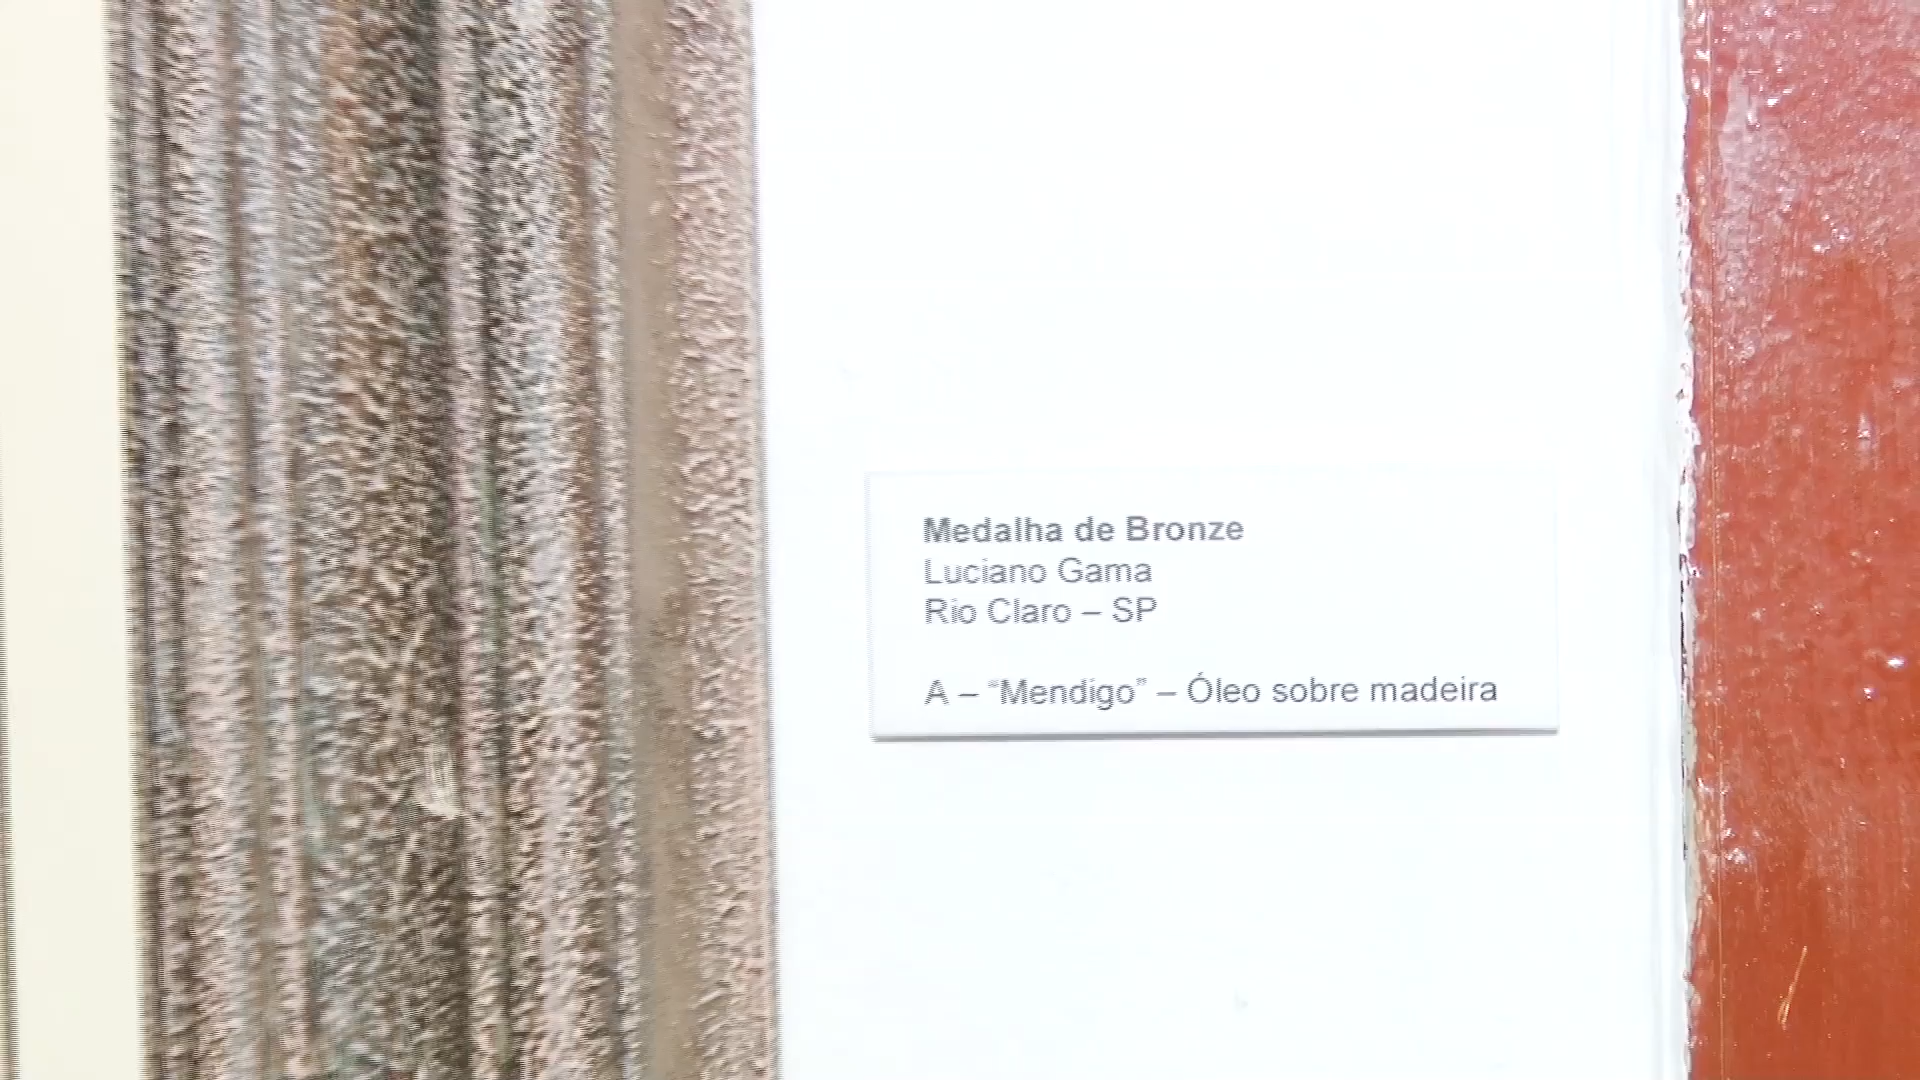 Medalha de Bronze
Luciano Gama
Rio Claro – SP
A – “Mendigo” – Óleo sobre madeira